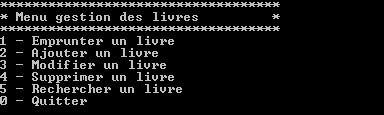 *********************************
* Menu gestion des livres         *
*********************************
1 - Emprunter un livre
2 - Ajouter un livre
3 - Modifier un livre
4 - Supprimer un livre
5 - Rechercher un livre
0 - Quitter